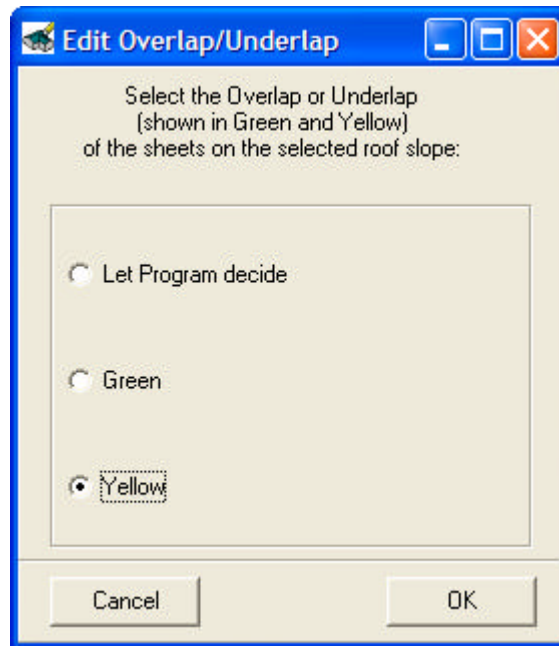 Edit Overlap/Underlap
Select the Overlap or Underlap
(shown in Green and Yellow)
of the sheets on the selected roof slope:
Let Program decide
Green
Yellow
Cancel
OK